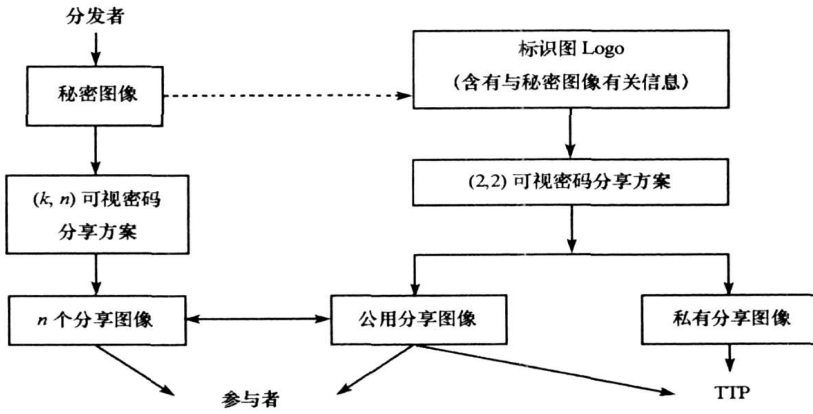 分发者
秘密图像
标识图 Logo
(含有与秘密图像有关信息)
(k, n) 可视密码
分享方案
(2,2) 可视密码分享方案
n 个分享图像
公用分享图像
私有分享图像
参与者
TTP